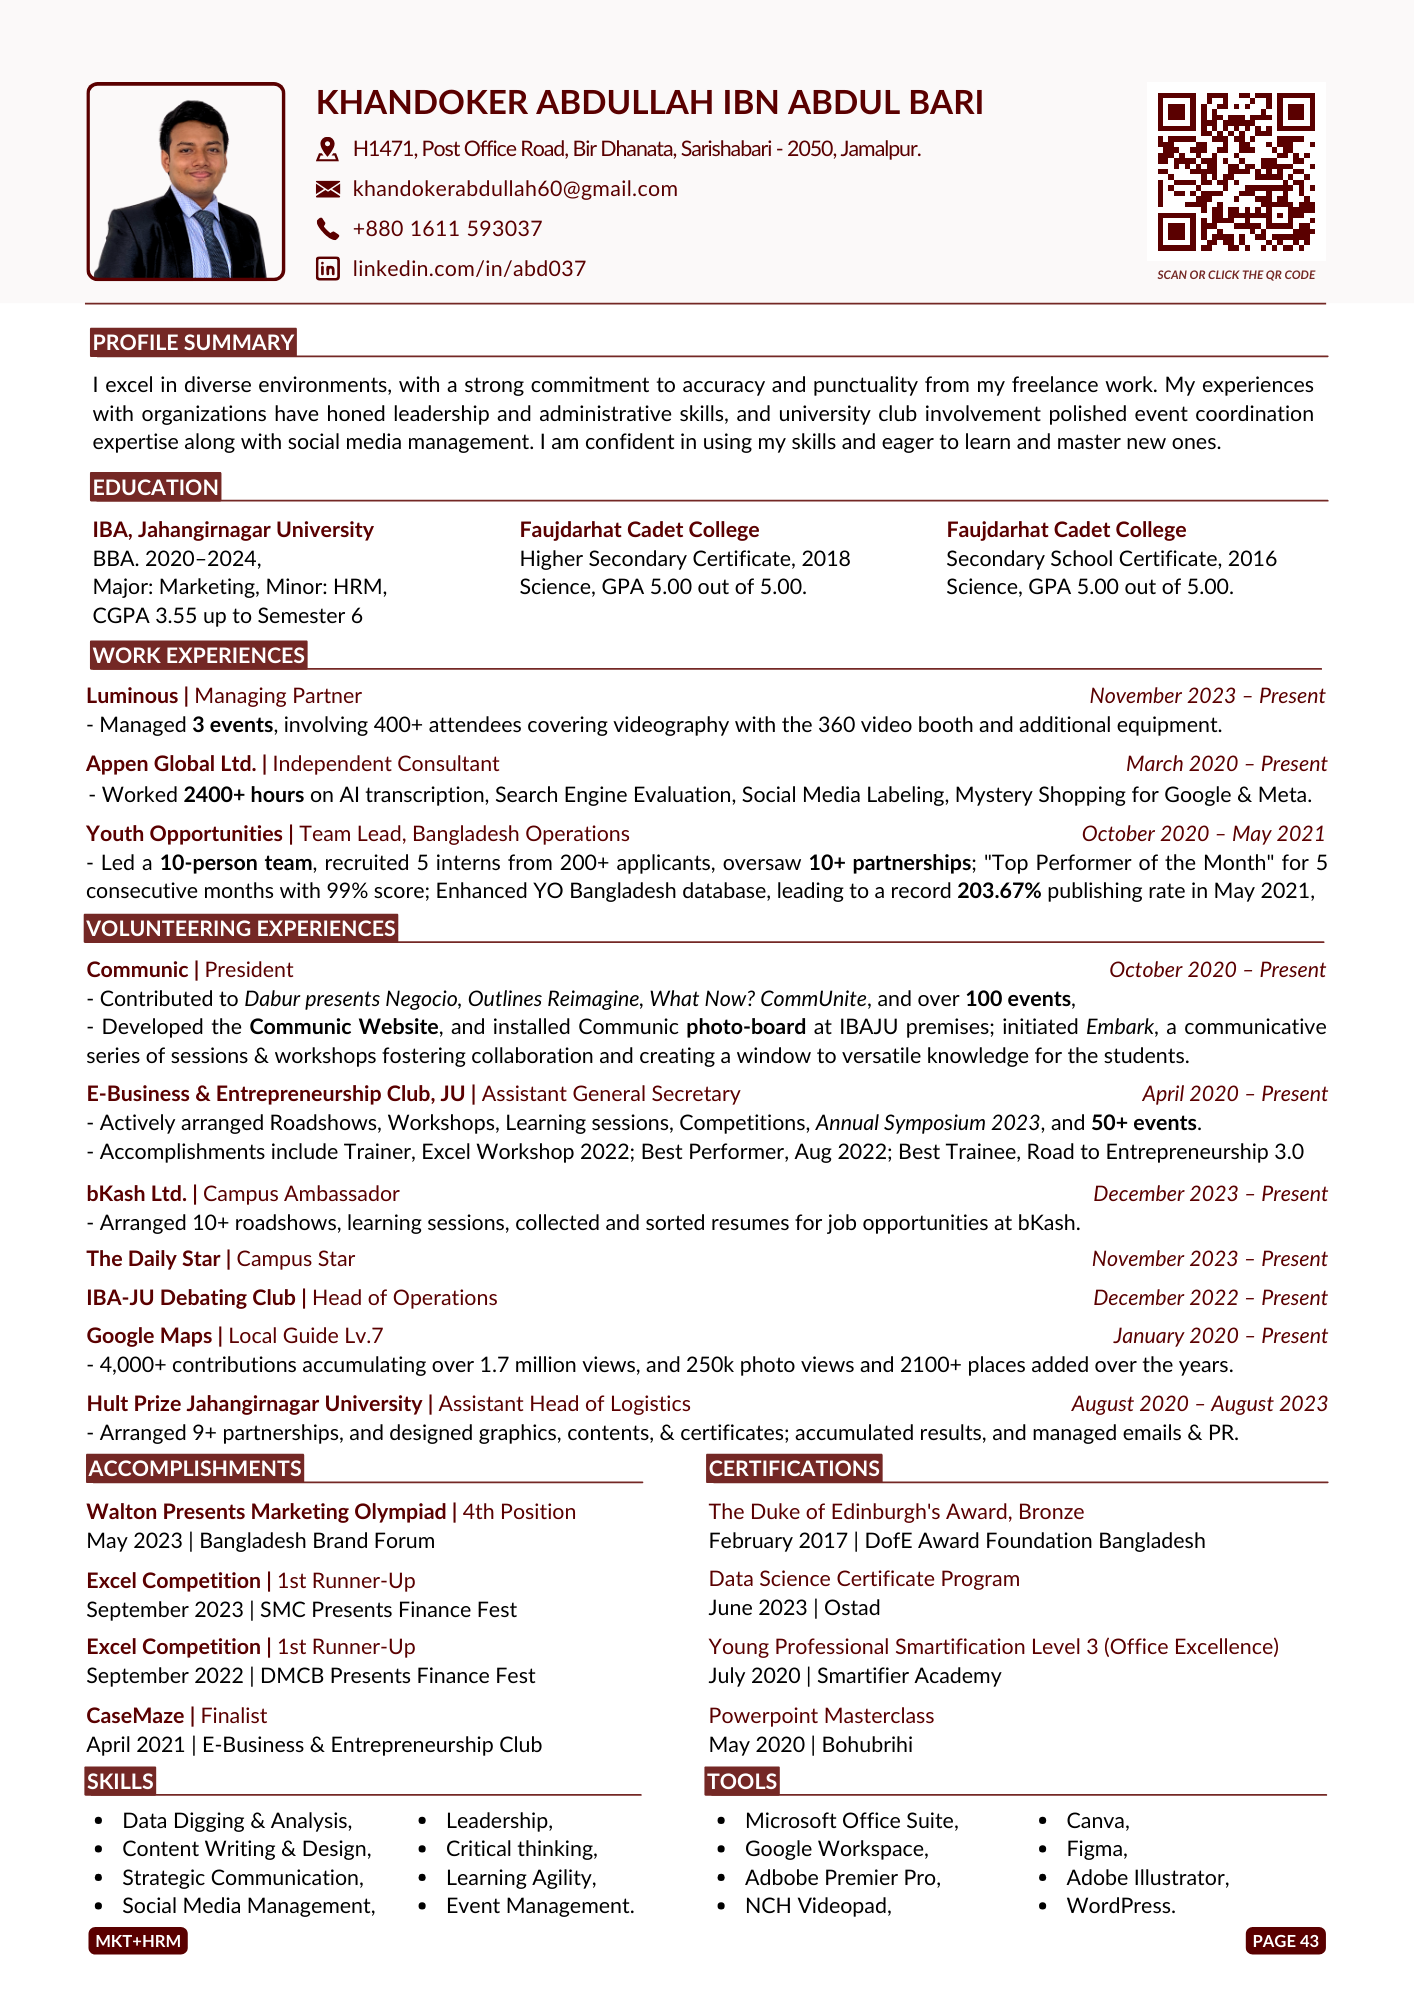 KHANDOKER ABDULLAH IBN ABDUL BARI
H1471, Post Office Road, Bir Dhanata, Sarishabari - 2050, Jamalpur.
khandokerabdullah60@gmail.com
+880 1611 593037
linkedin.com/in/abd037
SCAN OR CLICK THE QR CODE
PROFILE SUMMARY
I excel in diverse environments, with a strong commitment to accuracy and punctuality from my freelance work. My experiences
with organizations have honed leadership and administrative skills, and university club involvement polished event coordination
expertise along with social media management. I am confident in using my skills and eager to learn and master new ones.
EDUCATION
IBA, Jahangirnagar University
BBA. 2020–2024,
Major: Marketing, Minor: HRM,
CGPA 3.55 up to Semester 6
Faujdarhat Cadet College
Higher Secondary Certificate, 2018
Science, GPA 5.00 out of 5.00.
Faujdarhat Cadet College
Secondary School Certificate, 2016
Science, GPA 5.00 out of 5.00.
WORK EXPERIENCES
Luminous | Managing Partner November 2023 – Present
- Managed 3 events, involving 400+ attendees covering videography with the 360 video booth and additional equipment.
Appen Global Ltd. | Independent Consultant March 2020 – Present
- Worked 2400+ hours on AI transcription, Search Engine Evaluation, Social Media Labeling, Mystery Shopping for Google & Meta.
Youth Opportunities | Team Lead, Bangladesh Operations October 2020 – May 2021
- Led a 10-person team, recruited 5 interns from 200+ applicants, oversaw 10+ partnerships; "Top Performer of the Month" for 5
consecutive months with 99% score; Enhanced YO Bangladesh database, leading to a record 203.67% publishing rate in May 2021,
VOLUNTEERING EXPERIENCES
Communic | President October 2020 – Present
- Contributed to Dabur presents Negocio, Outlines Reimagine, What Now? CommUnite, and over 100 events,
- Developed the Communic Website, and installed Communic photo-board at IBAJU premises; initiated Embark, a communicative
series of sessions & workshops fostering collaboration and creating a window to versatile knowledge for the students.
E-Business & Entrepreneurship Club, JU | Assistant General Secretary April 2020 – Present
- Actively arranged Roadshows, Workshops, Learning sessions, Competitions, Annual Symposium 2023, and 50+ events.
- Accomplishments include Trainer, Excel Workshop 2022; Best Performer, Aug 2022; Best Trainee, Road to Entrepreneurship 3.0
bKash Ltd. | Campus Ambassador December 2023 – Present
- Arranged 10+ roadshows, learning sessions, collected and sorted resumes for job opportunities at bKash.
The Daily Star | Campus Star November 2023 – Present
IBA-JU Debating Club | Head of Operations December 2022 – Present
Google Maps | Local Guide Lv.7 January 2020 – Present
- 4,000+ contributions accumulating over 1.7 million views, and 250k photo views and 2100+ places added over the years.
Hult Prize Jahangirnagar University | Assistant Head of Logistics August 2020 – August 2023
- Arranged 9+ partnerships, and designed graphics, contents, & certificates; accumulated results, and managed emails & PR.
ACCOMPLISHMENTS
Walton Presents Marketing Olympiad | 4th Position
May 2023 | Bangladesh Brand Forum
Excel Competition | 1st Runner-Up
September 2023 | SMC Presents Finance Fest
Excel Competition | 1st Runner-Up
September 2022 | DMCB Presents Finance Fest
CaseMaze | Finalist
April 2021 | E-Business & Entrepreneurship Club
CERTIFICATIONS
The Duke of Edinburgh's Award, Bronze
February 2017 | DofE Award Foundation Bangladesh
Data Science Certificate Program
June 2023 | Ostad
Young Professional Smartification Level 3 (Office Excellence)
July 2020 | Smartifier Academy
Powerpoint Masterclass
May 2020 | Bohubrihi
SKILLS
• Data Digging & Analysis,
• Content Writing & Design,
• Strategic Communication,
• Social Media Management,
• Leadership,
• Critical thinking,
• Learning Agility,
• Event Management.
TOOLS
• Microsoft Office Suite,
• Google Workspace,
• Adbobe Premier Pro,
• NCH Videopad,
• Canva,
• Figma,
• Adobe Illustrator,
• WordPress.
MKT+HRM
PAGE 43